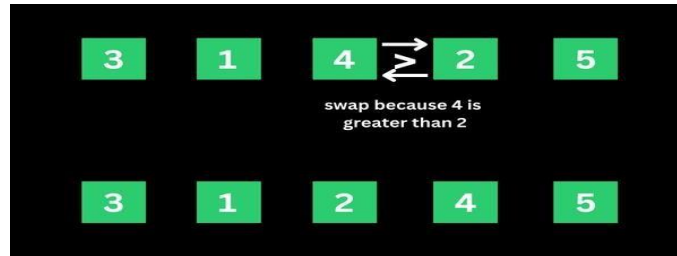 3 1 4 > 2 5
swap because 4 is
greater than 2
3 1 2 4 5